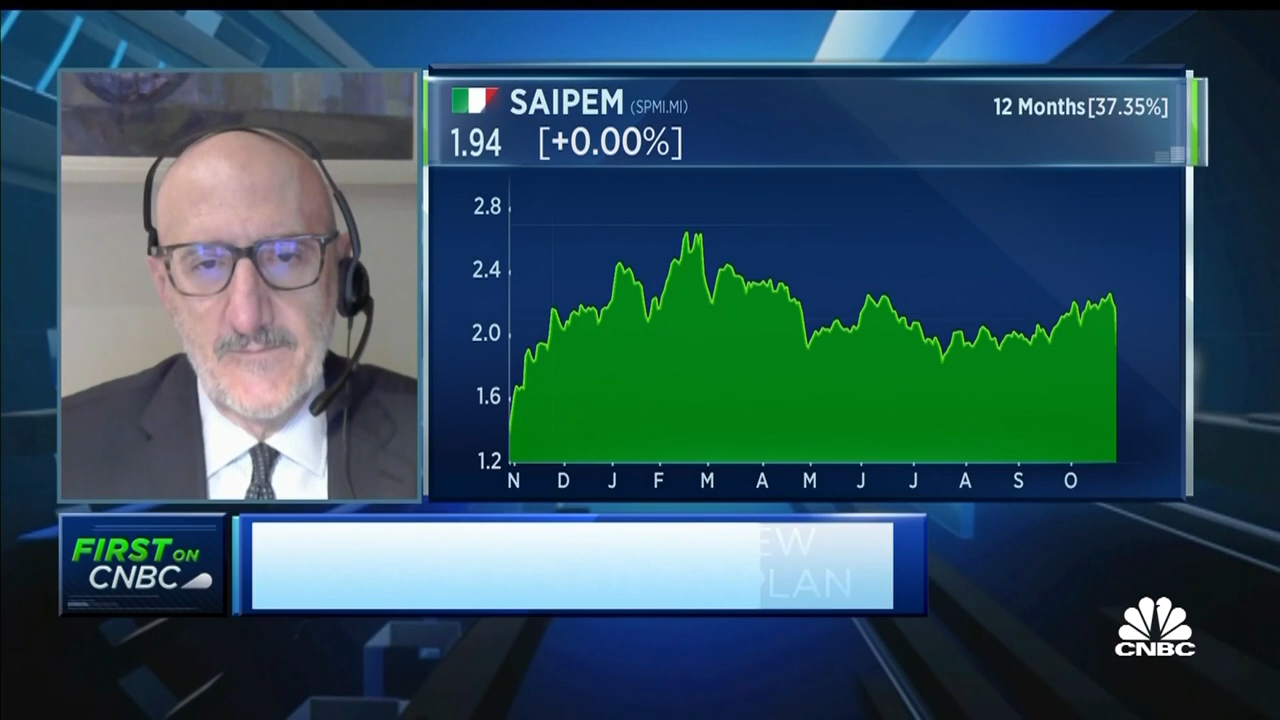 SAIPEM (SPMI.MI)
12 Months[37.35%]
1.94 [+0.00%]
2.8
2.4
2.0
1.6
1.2
N D J F M A M J J A S O
FIRST ON
CNBC
PLAN
CNBC